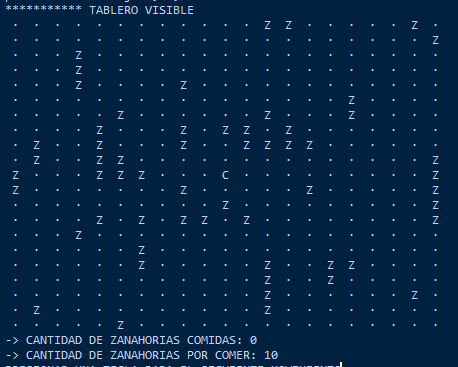 *********** TABLERO VISIBLE
. . . . . . . . . . . . Z Z . . . . . Z .
. . . . . . . . . . . . . . . . . . . . Z
. . . Z . . . . . . . . . . . . . . . . .
. . . Z . . . . . . . . . . . . . . . . .
. . . Z . . . . Z . . . . . . . . . . . .
. . . . . . . . . . . . . . . . Z . . . .
. . . . . Z . . . . . . Z . . . Z . . . .
. . . . Z . . . Z . Z Z . Z . . . . . . .
. Z . . Z . . . Z . . Z Z Z Z . . . . . .
. Z . . Z Z . . . . . . . . . . . . . . Z
Z . . . Z Z Z . . . C . . . . . . . . . Z
Z . . . . . . . Z . . . . . Z . . . . . Z
. . . . . . . . . . Z . . . . . . . . . Z
. . . . Z . Z . Z Z . Z . . . . . . . . Z
. . . Z . . . . . . . . . . . . . . . . .
. . . . . . Z . . . . . . . . . . . . . .
. . . . . . Z . . . . . Z . . Z Z . . . .
. . . . . . . . . . . . Z . . Z . . . . .
. . . . . . . . . . . . Z . . . . . . Z .
. Z . . . . . . . . . . Z . . . . . . . .
. . . . . Z . . . . . . . . . . . . . . .
-> CANTIDAD DE ZANAHORIAS COMIDAS: 0
-> CANTIDAD DE ZANAHORIAS POR COMER: 10